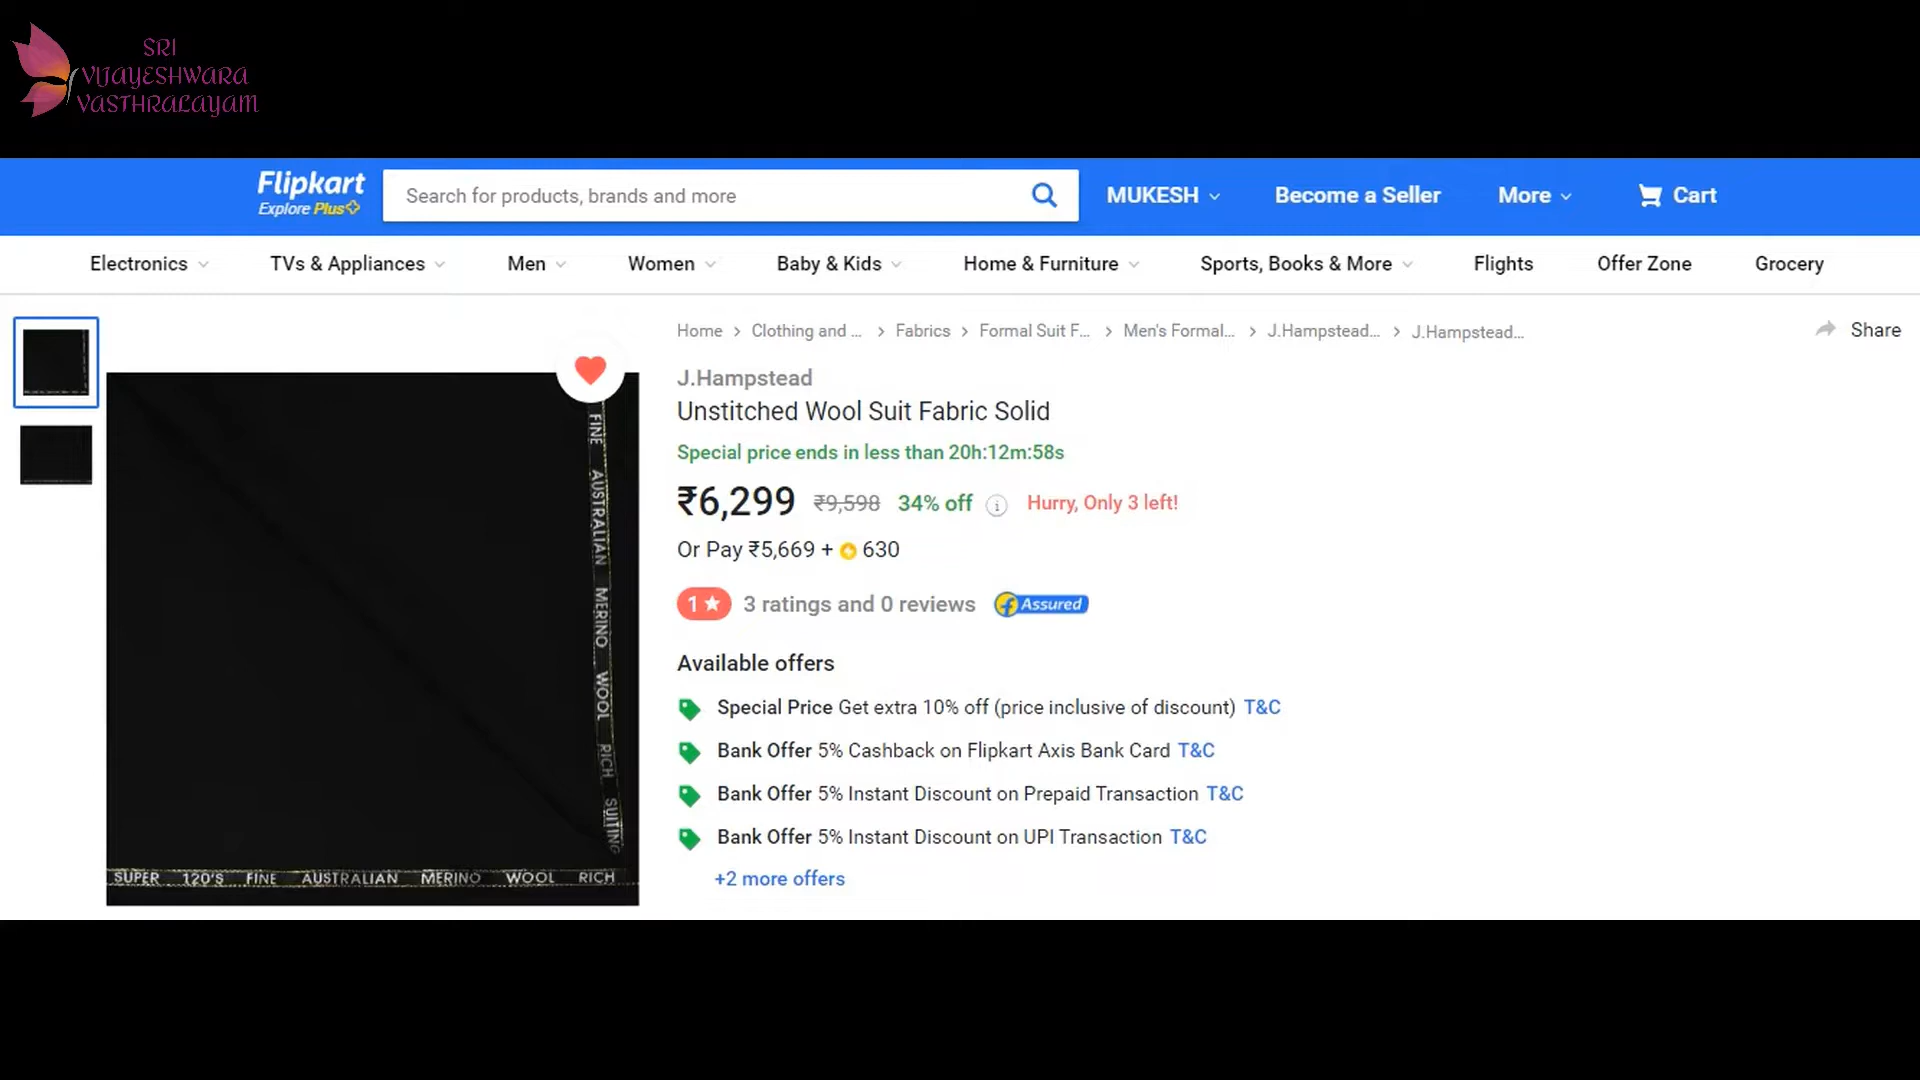 SRI
VIJAYESHWARA
VASTHRALAYAM
Flipkart
Explore Plus
Search for products, brands and more
MUKESH
Become a Seller
More
Cart
Electronics
TVs & Appliances
Men
Women
Baby & Kids
Home & Furniture
Sports, Books & More
Flights
Offer Zone
Grocery
Home > Clothing and ... > Fabrics > Formal Suit F... > Men's Formal... > J.Hampstead... > J.Hampstead...
Share
J.Hampstead
Unstitched Wool Suit Fabric Solid
Special price ends in less than 20h:12m:58s
₹6,299 ₹9,598 34% off i Hurry, Only 3 left!
Or Pay ₹5,669 + 630
1★ 3 ratings and 0 reviews f Assured
Available offers
Special Price Get extra 10% off (price inclusive of discount) T&C
Bank Offer 5% Cashback on Flipkart Axis Bank Card T&C
Bank Offer 5% Instant Discount on Prepaid Transaction T&C
Bank Offer 5% Instant Discount on UPI Transaction T&C
+2 more offers
FINE AUSTRALIAN MERINO WOOL RICH SUITING
SUPER 120'S FINE AUSTRALIAN MERINO WOOL RICH